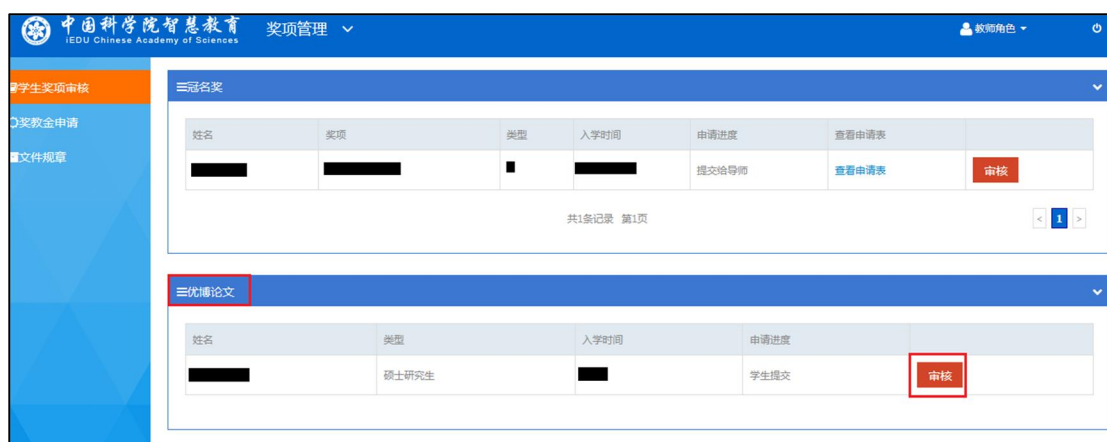 中国科学院智慧教育
iEDU Chinese Academy of Sciences
奖项管理
教师角色
学生奖项审核
奖教金申请
文件规章
冠名奖
姓名 奖项 类型 入学时间 申请进度 查看申请表
提交给导师 查看申请表 审核
共1条记录 第1页
< 1 >
优博论文
姓名 类型 入学时间 申请进度
硕士研究生 学生提交 审核